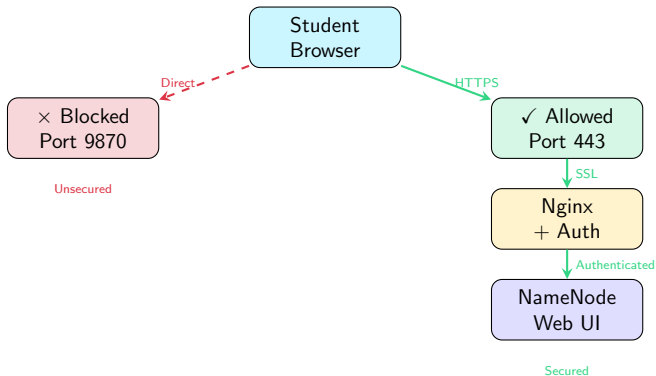 Student
Browser
Direct
HTTPS
× Blocked
Port 9870
✓ Allowed
Port 443
Unsecured
SSL
Nginx
+ Auth
Authenticated
NameNode
Web UI
Secured